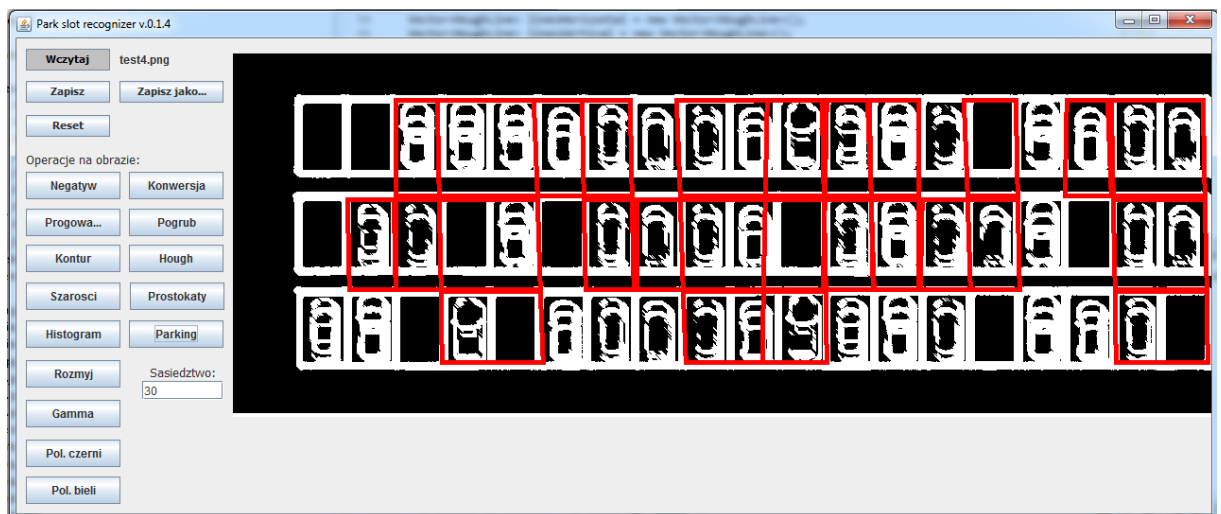 Park slot recognizer v.0.1.4
Wczytaj test4.png
Zapisz Zapisz jako...
Reset
Operacje na obrazie:
Negatyw Konwersja
Progowa... Pogrub
Kontur Hough
Szarosci Prostokaty
Histogram Parking
Rozmyj Sasiedztwo:
30
Gamma
Pol. czerni
Pol. bieli